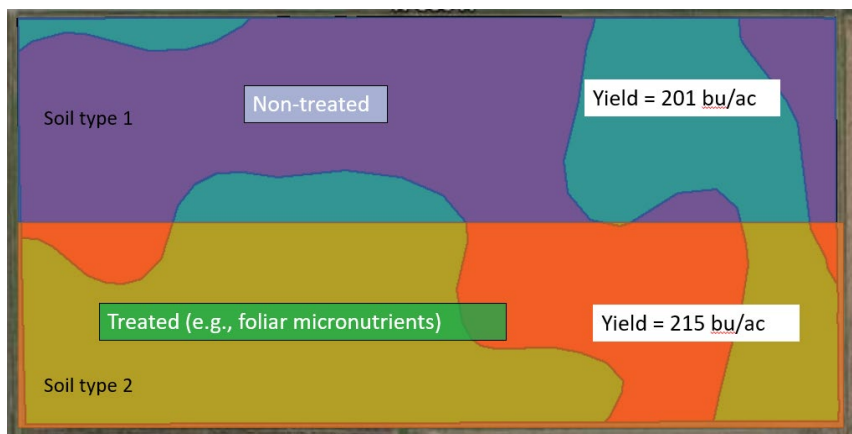 Soil type 1
Non-treated
Yield = 201 bu/ac
Treated (e.g., foliar micronutrients)
Yield = 215 bu/ac
Soil type 2